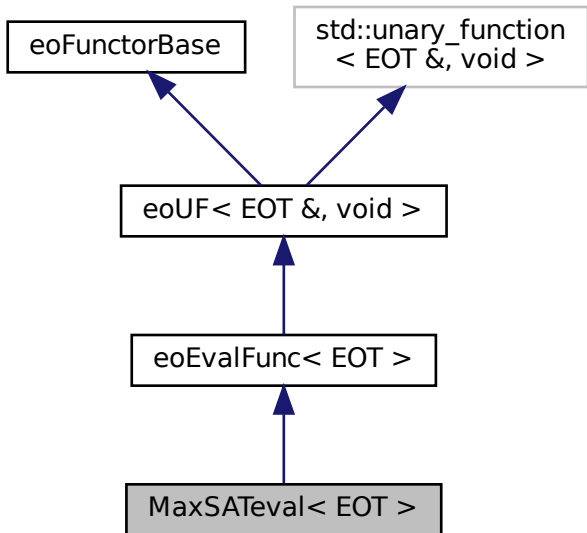 eoFunctorBase
std::unary_function
< EOT &, void >
eoUF< EOT &, void >
eoEvalFunc< EOT >
MaxSATeval< EOT >